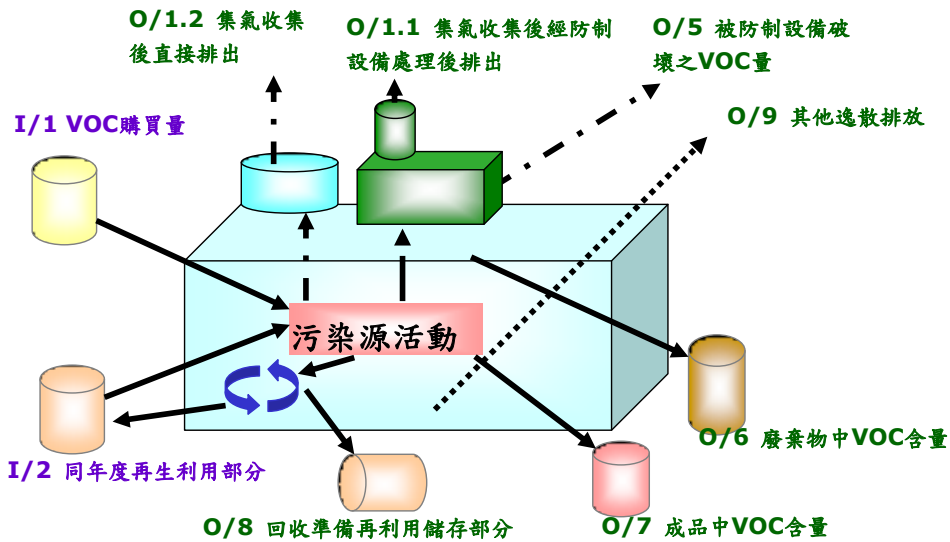 O/1.2 集氣收集
後直接排出
O/1.1 集氣收集後經防制
設備處理後排出
O/5 被防制設備破
壞之VOC量
O/9 其他逸散排放
I/1 VOC購買量
污染源活動
O/6 廢棄物中VOC含量
I/2 同年度再生利用部分
O/8 回收準備再利用儲存部分
O/7 成品中VOC含量